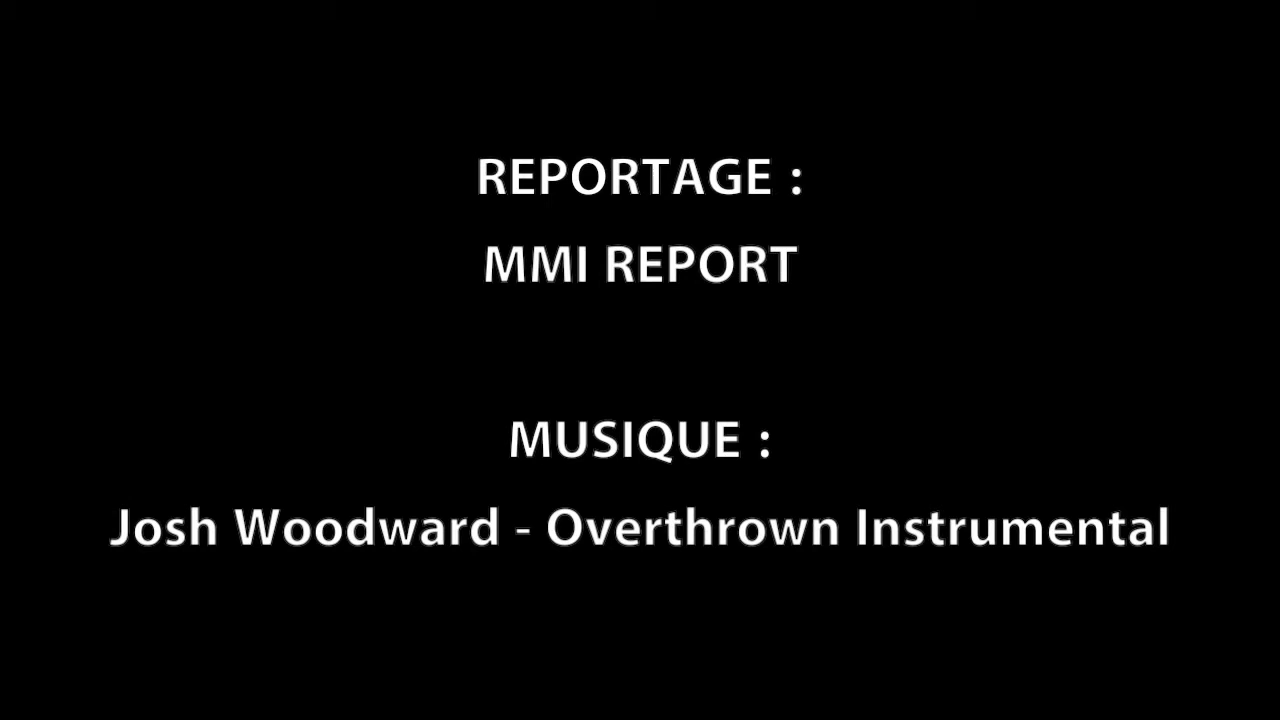 REPORTAGE :
MMI REPORT
MUSIQUE :
Josh Woodward - Overthrown Instrumental